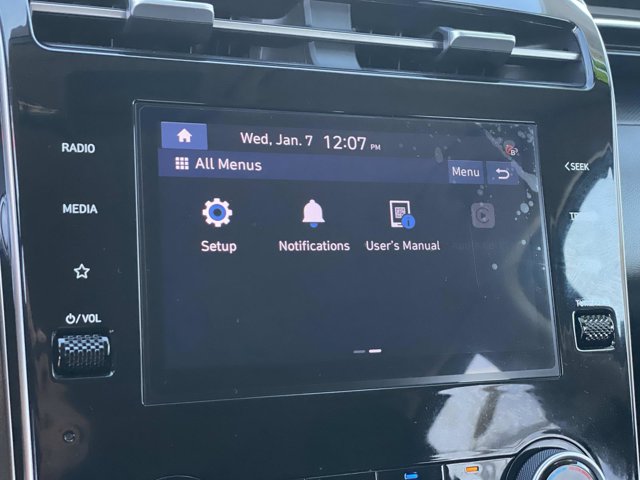 Wed, Jan. 7 12:07 PM
All Menus
Menu
RADIO
MEDIA
VOL
Setup
Notifications
User's Manual
SEEK